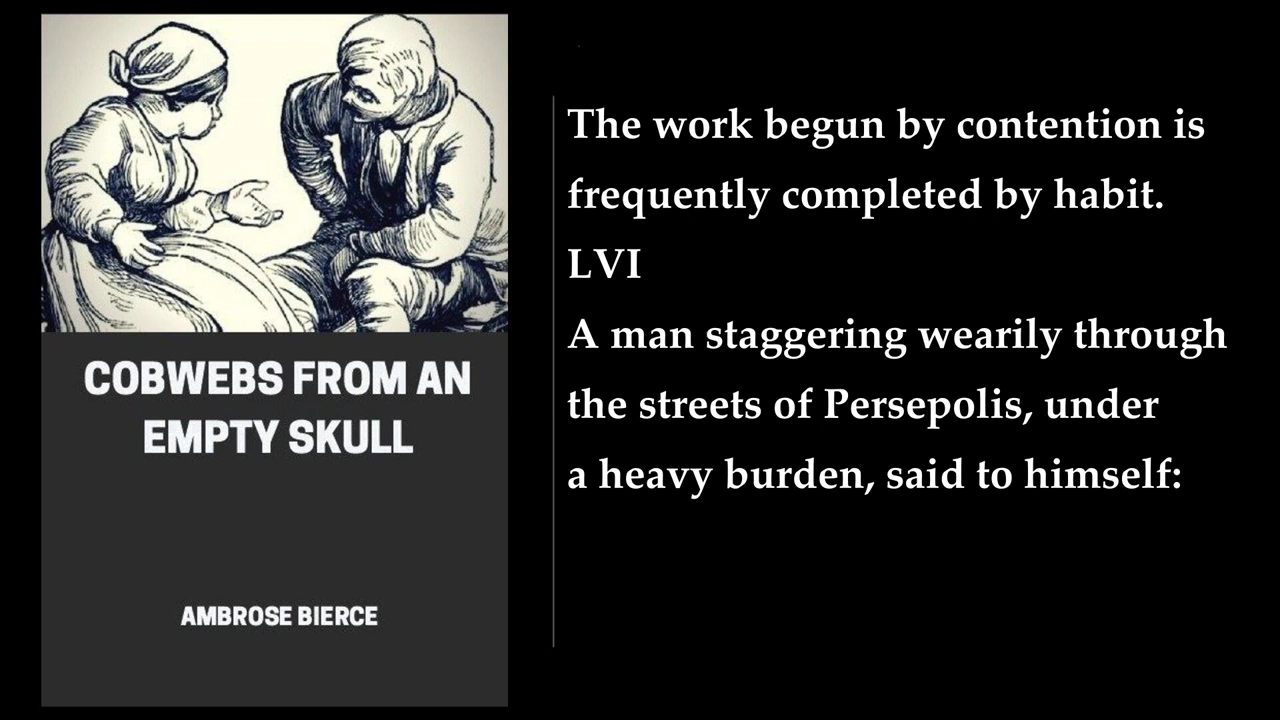 COBWEBS FROM AN
EMPTY SKULL
AMBROSE BIERCE
The work begun by contention is
frequently completed by habit.
LVI
A man staggering wearily through
the streets of Persepolis, under
a heavy burden, said to himself: